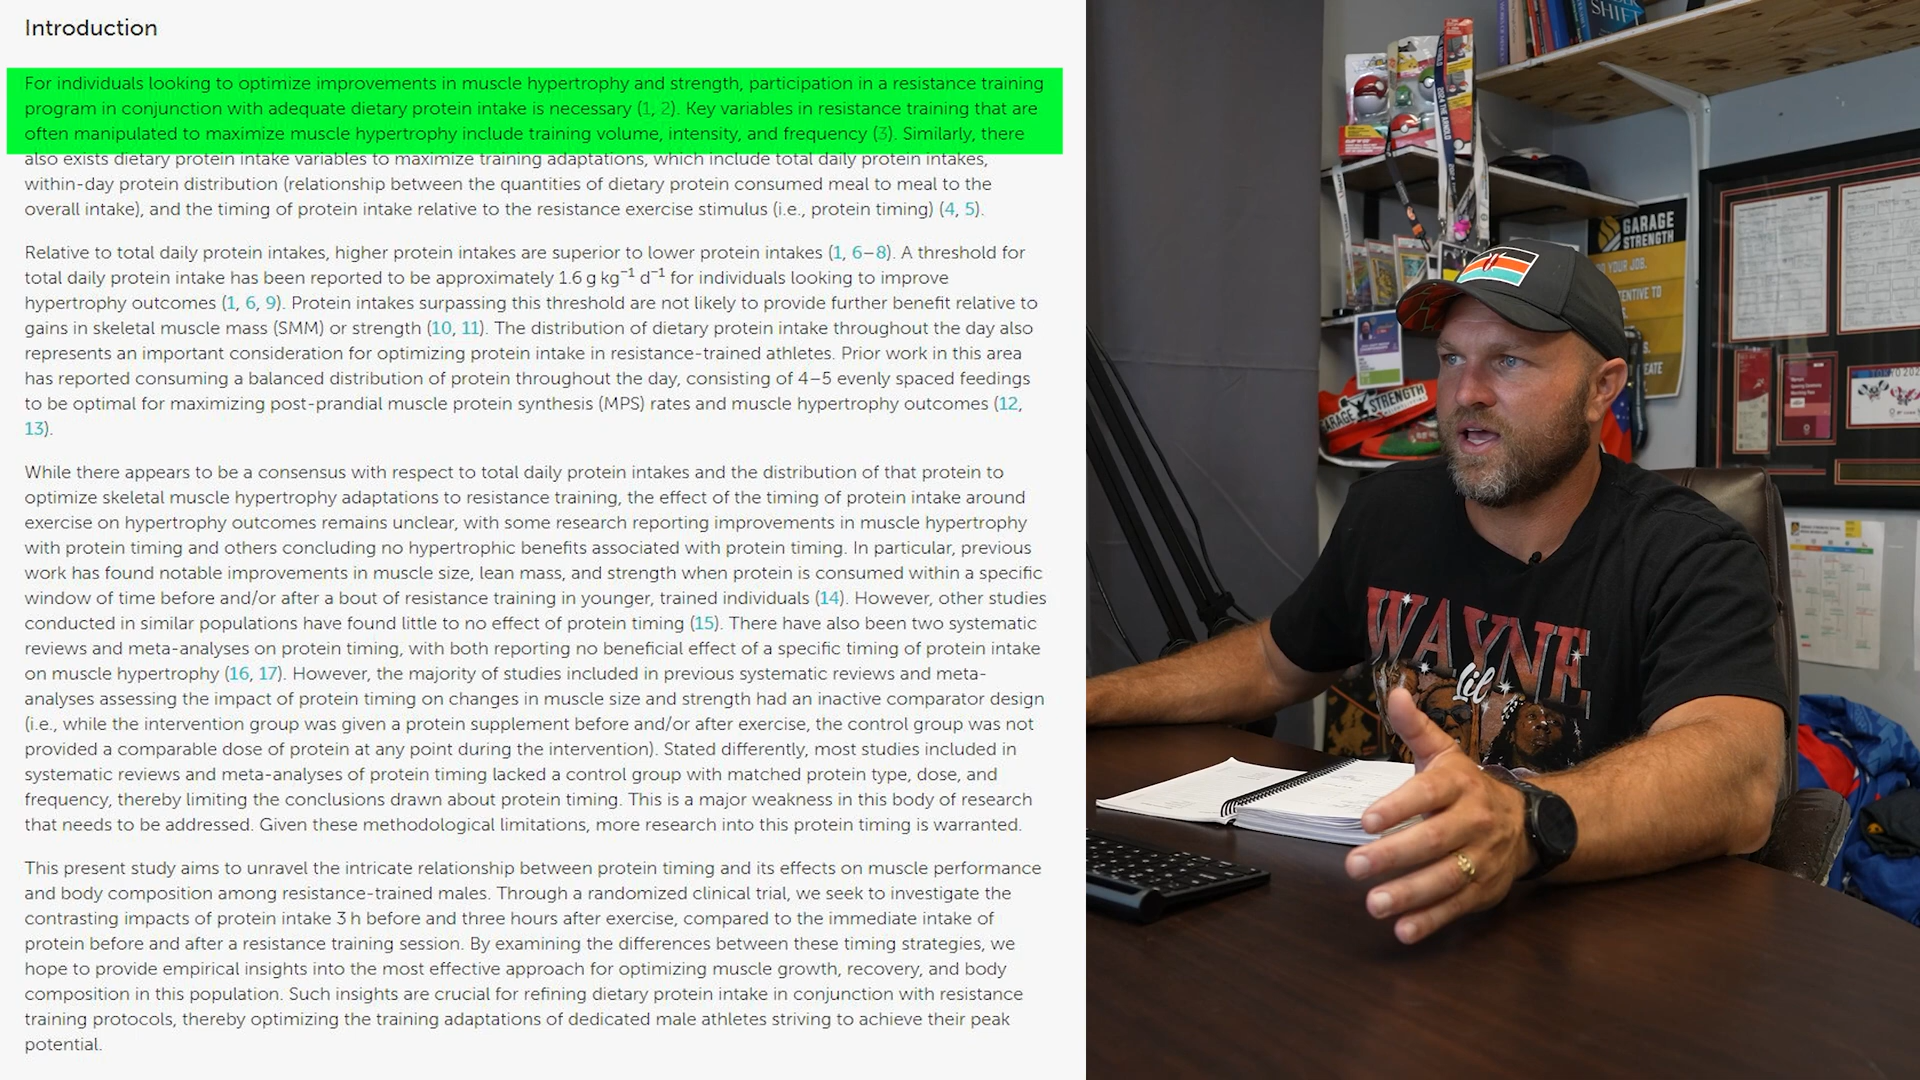 Introduction
For individuals looking to optimize improvements in muscle hypertrophy and strength, participation in a resistance training
program in conjunction with adequate dietary protein intake is necessary (1, 2). Key variables in resistance training that are
often manipulated to maximize muscle hypertrophy include training volume, intensity, and frequency (3). Similarly, there
also exists dietary protein intake variables to maximize training adaptations, which include total daily protein intakes,
within-day protein distribution (relationship between the quantities of dietary protein consumed meal to meal to the
overall intake), and the timing of protein intake relative to the resistance exercise stimulus (i.e., protein timing) (4, 5).
Relative to total daily protein intakes, higher protein intakes are superior to lower protein intakes (1, 6–8). A threshold for
total daily protein intake has been reported to be approximately 1.6 g kg⁻¹ d⁻¹ for individuals looking to improve
hypertrophy outcomes (1, 6, 9). Protein intakes surpassing this threshold are not likely to provide further benefit relative to
gains in skeletal muscle mass (SMM) or strength (10, 11). The distribution of dietary protein intake throughout the day also
represents an important consideration for optimizing protein intake in resistance-trained athletes. Prior work in this area
has reported consuming a balanced distribution of protein throughout the day, consisting of 4–5 evenly spaced feedings
to be optimal for maximizing post-prandial muscle protein synthesis (MPS) rates and muscle hypertrophy outcomes (12,
13).
While there appears to be a consensus with respect to total daily protein intakes and the distribution of that protein to
optimize skeletal muscle hypertrophy adaptations to resistance training, the effect of the timing of protein intake around
exercise on hypertrophy outcomes remains unclear, with some research reporting improvements in muscle hypertrophy
with protein timing and others concluding no hypertrophic benefits associated with protein timing. In particular, previous
work has found notable improvements in muscle size, lean mass, and strength when protein is consumed within a specific
window of time before and/or after a bout of resistance training in younger, trained individuals (14). However, other studies
conducted in similar populations have found little to no effect of protein timing (15). There have also been two systematic
reviews and meta-analyses on protein timing, with both reporting no beneficial effect of a specific timing of protein intake
on muscle hypertrophy (16, 17). However, the majority of studies included in previous systematic reviews and meta-
analyses assessing the impact of protein timing on changes in muscle size and strength had an inactive comparator design
(i.e., while the intervention group was given a protein supplement before and/or after exercise, the control group was not
provided a comparable dose of protein at any point during the intervention). Stated differently, most studies included in
systematic reviews and meta-analyses of protein timing lacked a control group with matched protein type, dose, and
frequency, thereby limiting the conclusions drawn about protein timing. This is a major weakness in this body of research
that needs to be addressed. Given these methodological limitations, more research into this protein timing is warranted.
This present study aims to unravel the intricate relationship between protein timing and its effects on muscle performance
and body composition among resistance-trained males. Through a randomized clinical trial, we seek to investigate the
contrasting impacts of protein intake 3 h before and three hours after exercise, compared to the immediate intake of
protein before and after a resistance training session. By examining the differences between these timing strategies, we
hope to provide empirical insights into the most effective approach for optimizing muscle growth, recovery, and body
composition in this population. Such insights are crucial for refining dietary protein intake in conjunction with resistance
training protocols, thereby optimizing the training adaptations of dedicated male athletes striving to achieve their peak
potential.
SHIFT
GARAGE
STRENGTH
YOUR JOB.
GARAGE STRENGTH
TOKYO 202
WAYNE
Lil